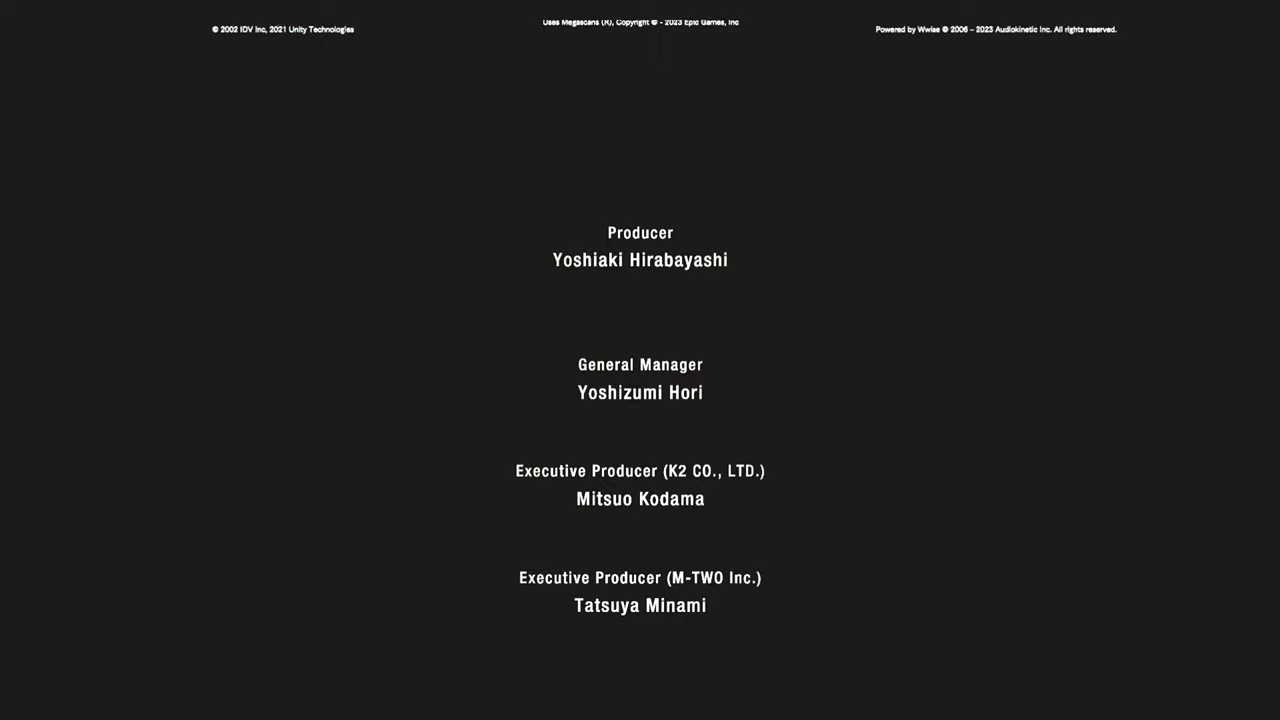 © 2002 IDV Inc, 2021 Unity Technologies
Uses Megascans (R), Copyright © - 2023 Epic Games, Inc
Powered by Wwise © 2006 – 2023 Audiokinetic Inc. All rights reserved.
Producer
Yoshiaki Hirabayashi
General Manager
Yoshizumi Hori
Executive Producer (K2 CO., LTD.)
Mitsuo Kodama
Executive Producer (M-TWO Inc.)
Tatsuya Minami